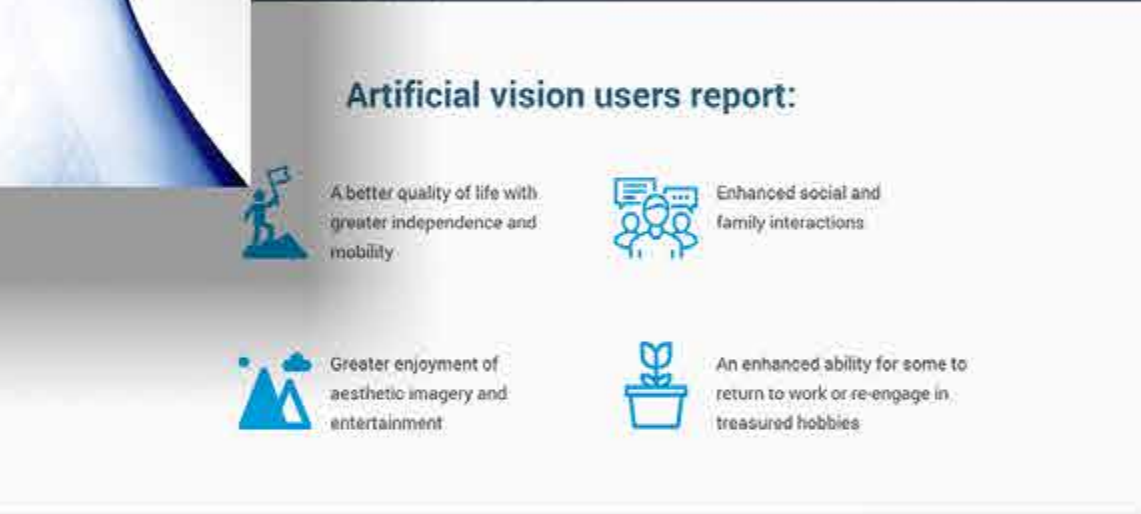 Artificial vision users report:
A better quality of life with
greater independence and
mobility
Enhanced social and
family interactions
Greater enjoyment of
aesthetic imagery and
entertainment
An enhanced ability for some to
return to work or re-engage in
treasured hobbies